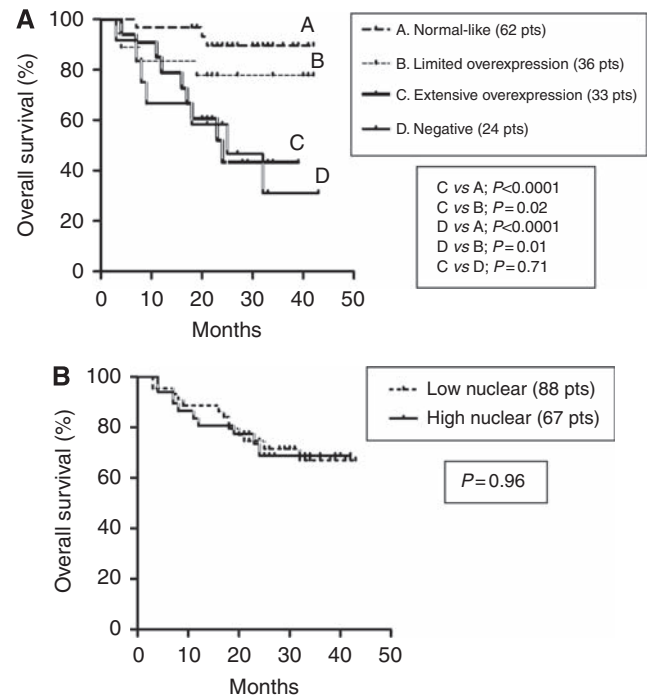 A
100
80
60
40
20
0
Overall survival (%)
0 10 20 30 40 50
Months
A
B
C
D
A. Normal-like (62 pts)
B. Limited overexpression (36 pts)
C. Extensive overexpression (33 pts)
D. Negative (24 pts)
C vs A; P<0.0001
C vs B; P=0.02
D vs A; P<0.0001
D vs B; P=0.01
C vs D; P=0.71
B
100
80
60
40
20
0
Overall survival (%)
0 10 20 30 40 50
Months
Low nuclear (88 pts)
High nuclear (67 pts)
P=0.96